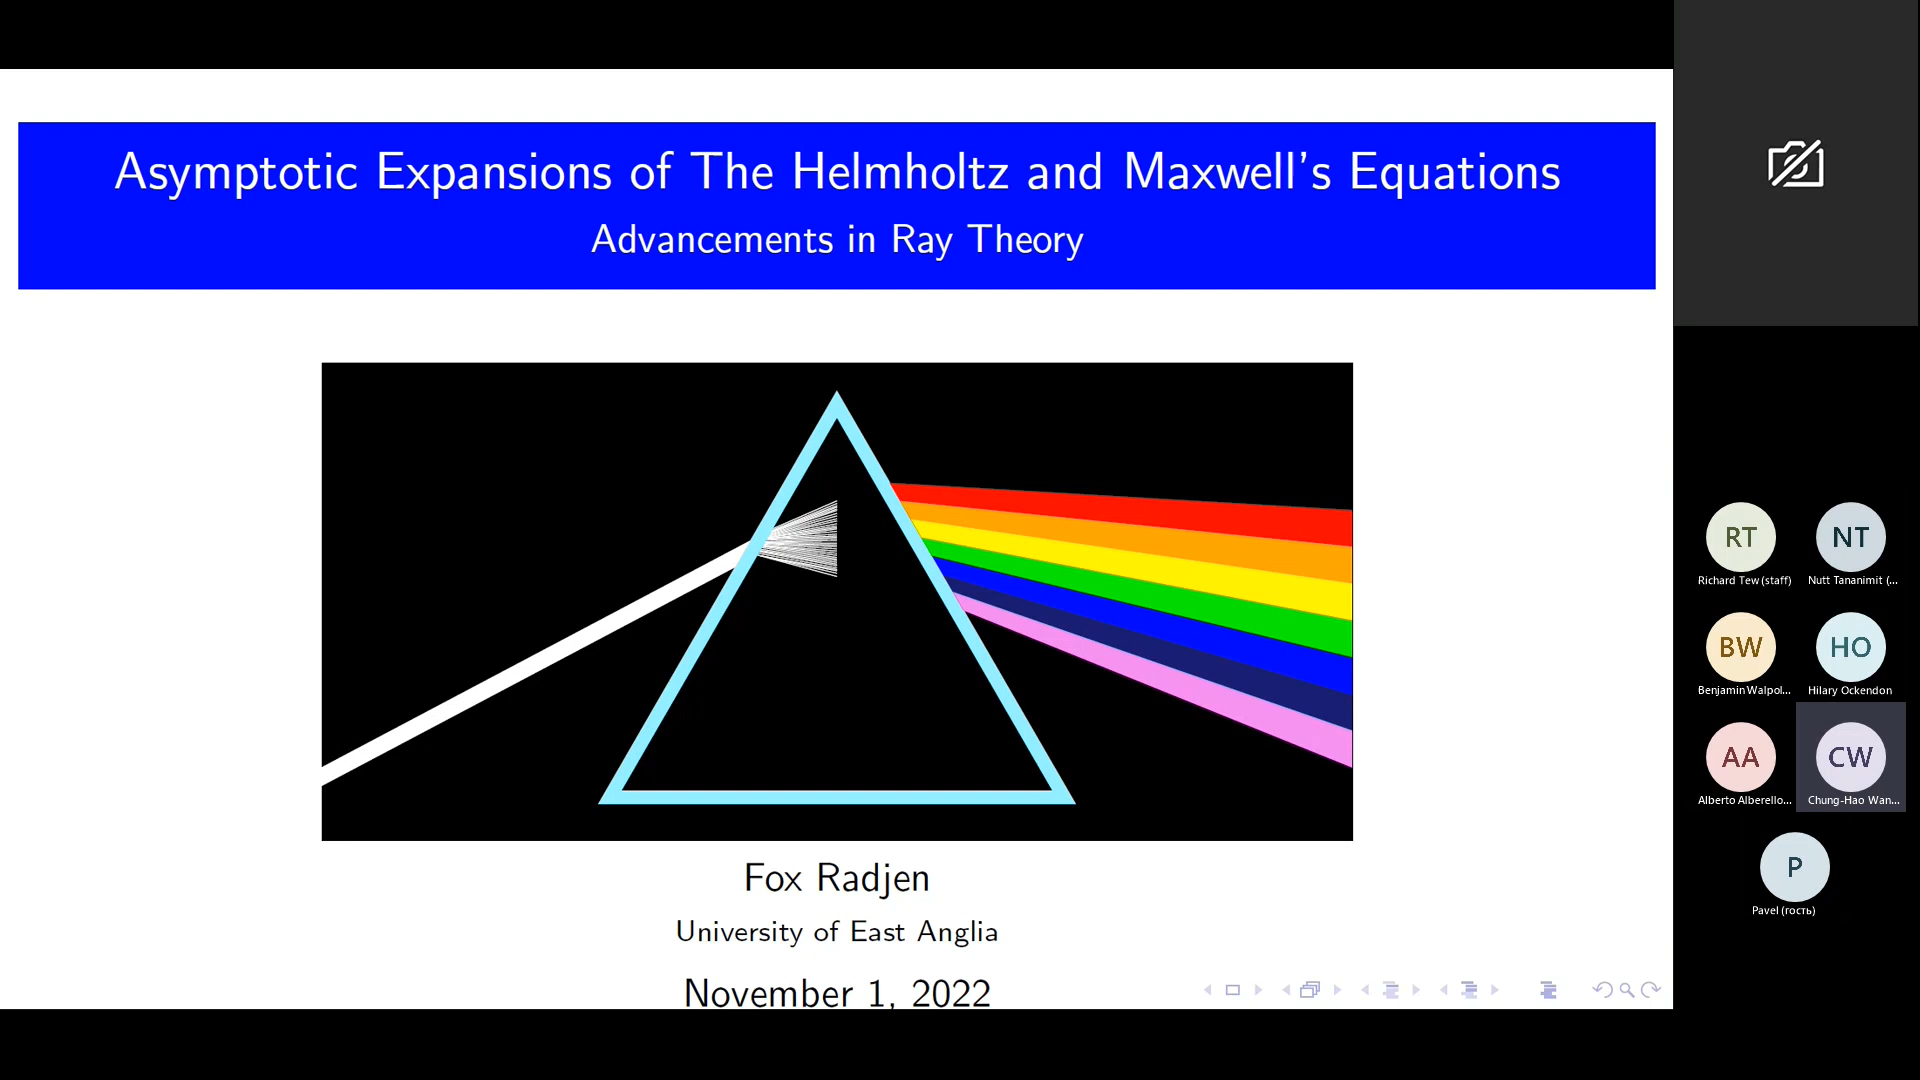 Asymptotic Expansions of The Helmholtz and Maxwell's Equations
Advancements in Ray Theory
Fox Radjen
University of East Anglia
November 1, 2022
RT
Richard Tew (staff)
NT
Nutt Tananimit (...
BW
Benjamin Walpol...
HO
Hilary Ockendon
AA
Alberto Alberello...
CW
Chung-Hao Wan...
P
Pavel (гость)